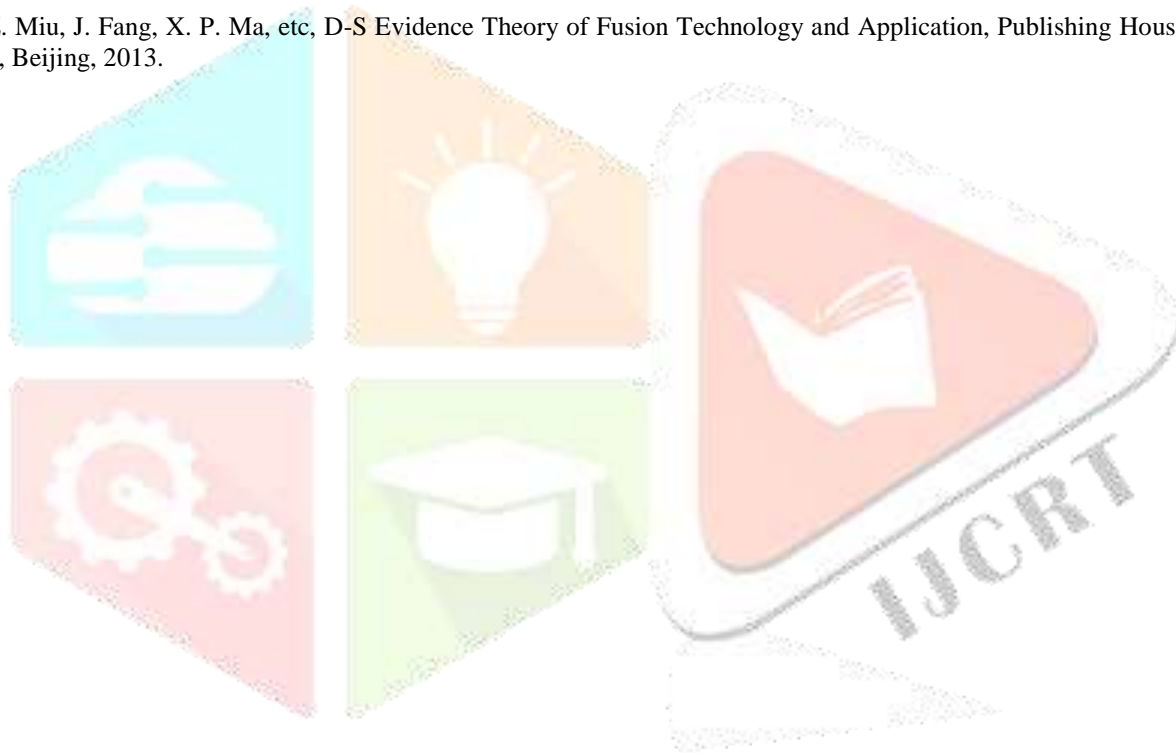 . Miu, J. Fang, X. P. Ma, etc, D-S Evidence Theory of Fusion Technology and Application, Publishing Hous
, Beijing, 2013.
IJCRT